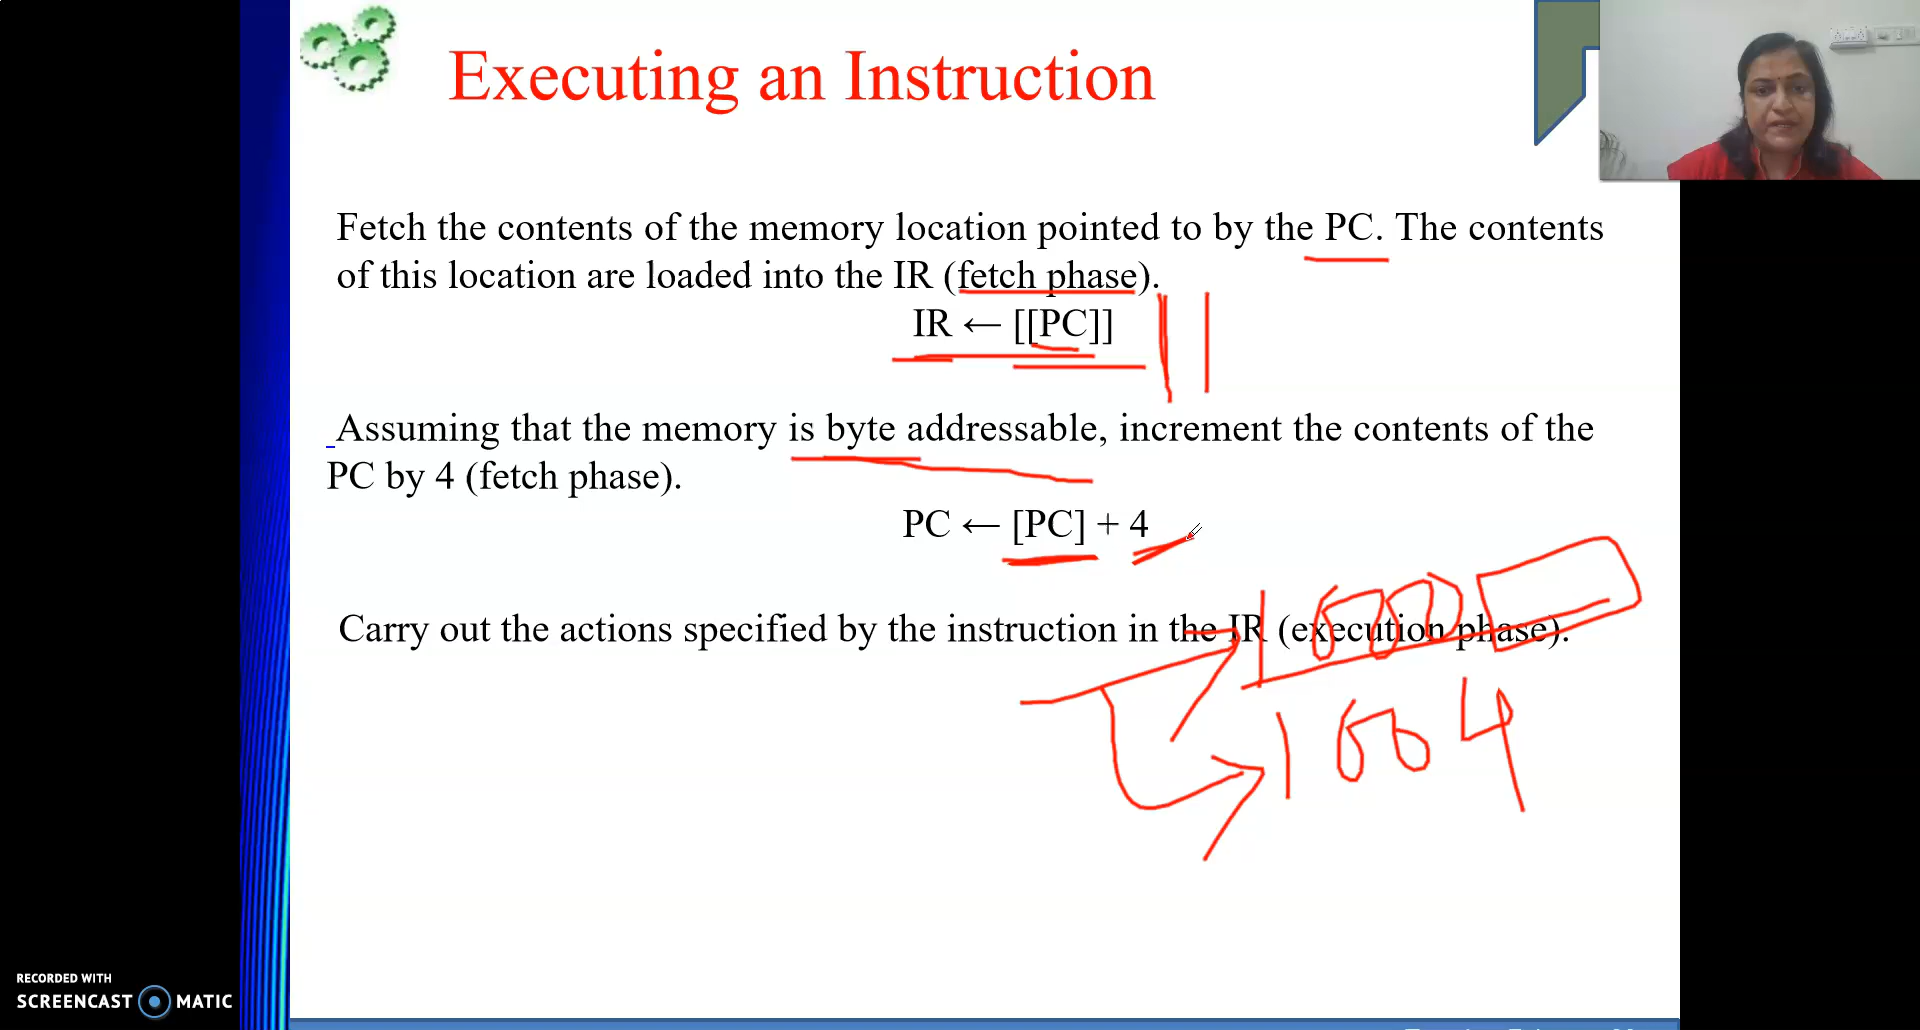 Executing an Instruction
Fetch the contents of the memory location pointed to by the PC. The contents
of this location are loaded into the IR (fetch phase).
IR ← [[PC]]
Assuming that the memory is byte addressable, increment the contents of the
PC by 4 (fetch phase).
PC ← [PC] + 4
1000
Carry out the actions specified by the instruction in the IR (execution phase).
1004
RECORDED WITH
SCREENCAST MATIC